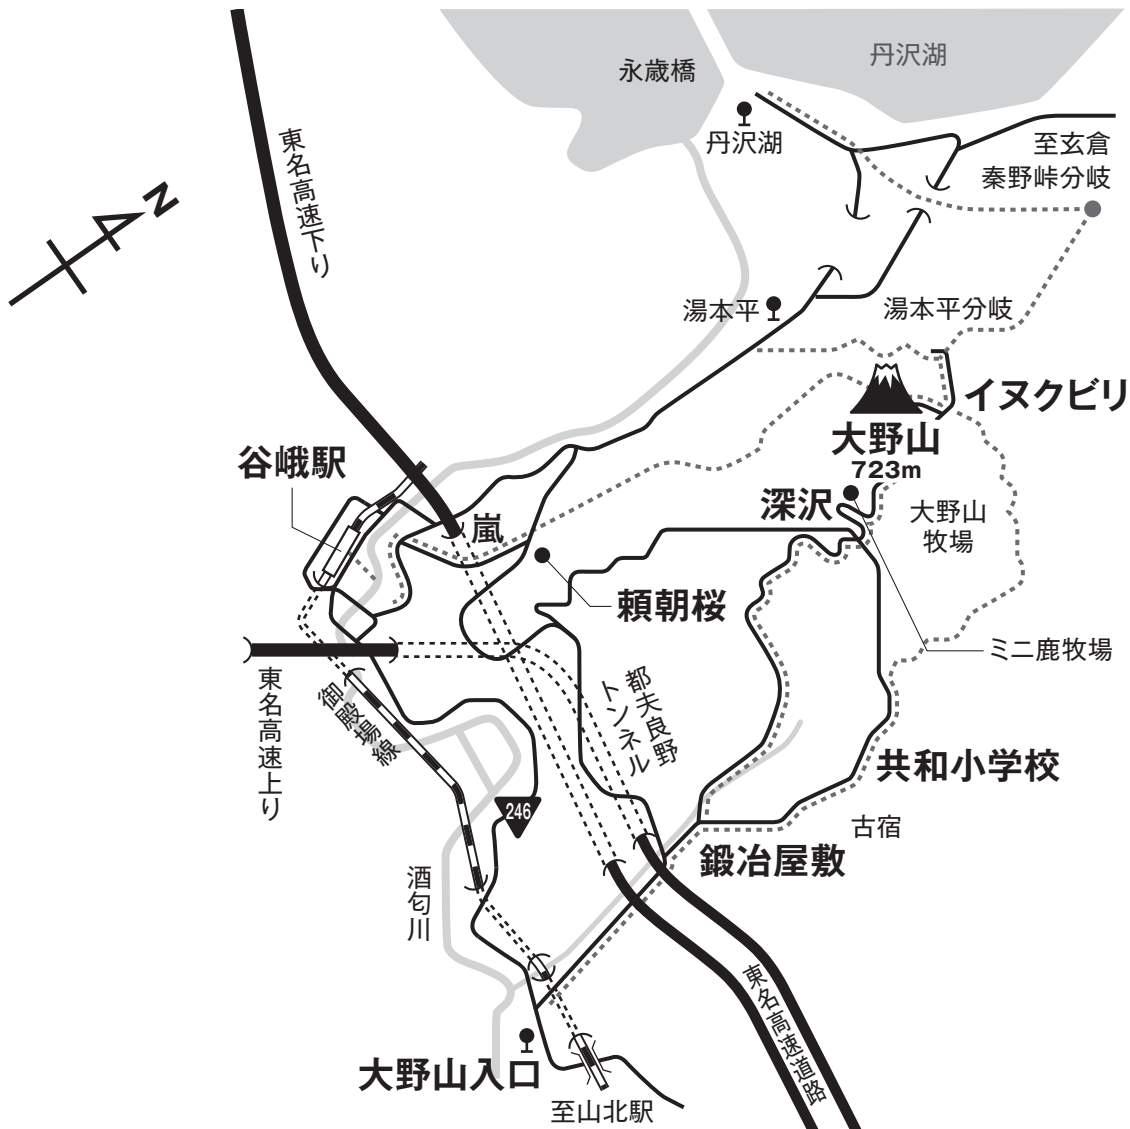 丹沢湖
永歳橋
丹沢湖
至玄倉
秦野峠分岐
東名高速下り
N
湯本平
湯本平分岐
イヌクビリ
大野山
723m
谷峨駅
深沢
大野山
牧場
嵐
頼朝桜
ミニ鹿牧場
東名高速上り
御殿場線
都夫良野
トンネル
共和小学校
246
古宿
鍛冶屋敷
酒匂川
東名高速道路
大野山入口
至山北駅